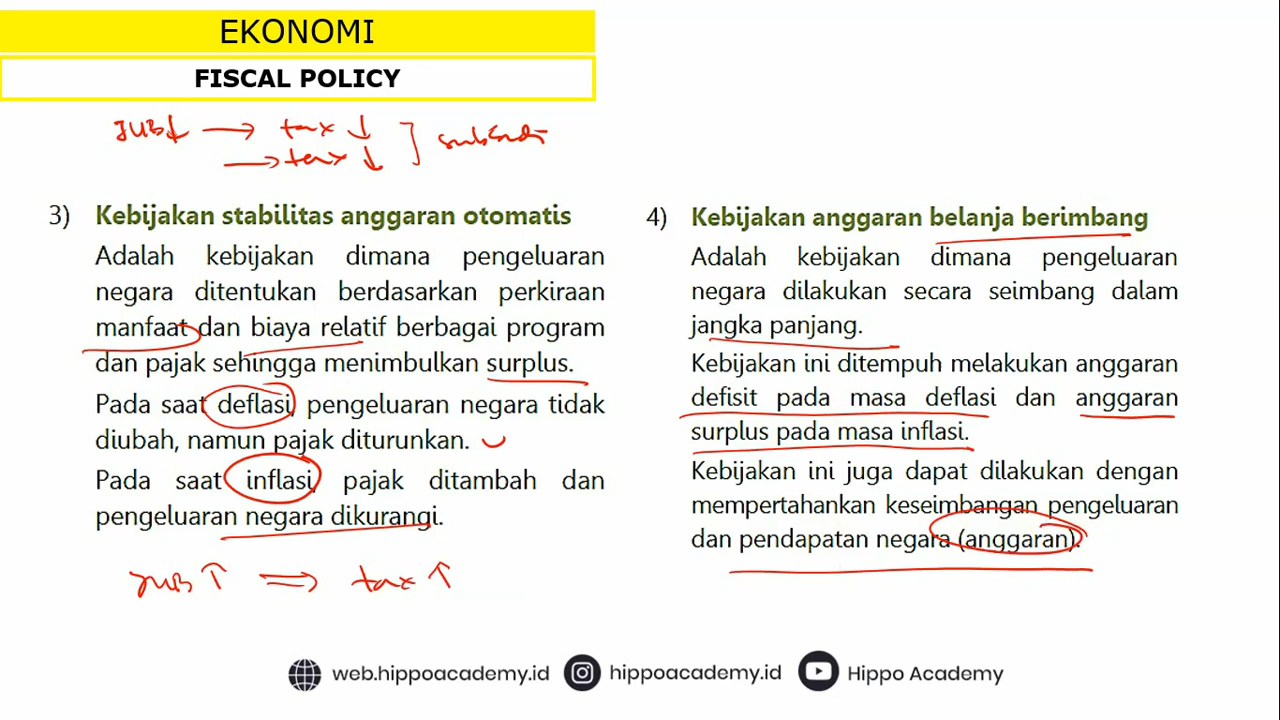 EKONOMI
FISCAL POLICY
JUB↓ → tax ↓
→ tax ↓
3) Kebijakan stabilitas anggaran otomatis
Adalah kebijakan dimana pengeluaran
negara ditentukan berdasarkan perkiraan
manfaat dan biaya relatif berbagai program
dan pajak sehingga menimbulkan surplus.
Pada saat deflasi, pengeluaran negara tidak
diubah, namun pajak diturunkan.
Pada saat inflasi, pajak ditambah dan
pengeluaran negara dikurangi.
JUB ↑ ⇒ tax ↑
4) Kebijakan anggaran belanja berimbang
Adalah kebijakan dimana pengeluaran
negara dilakukan secara seimbang dalam
jangka panjang.
Kebijakan ini ditempuh melakukan anggaran
defisit pada masa deflasi dan anggaran
surplus pada masa inflasi.
Kebijakan ini juga dapat dilakukan dengan
mempertahankan keseimbangan pengeluaran
dan pendapatan negara (anggaran).
web.hippoacademy.id hippoacademy.id Hippo Academy